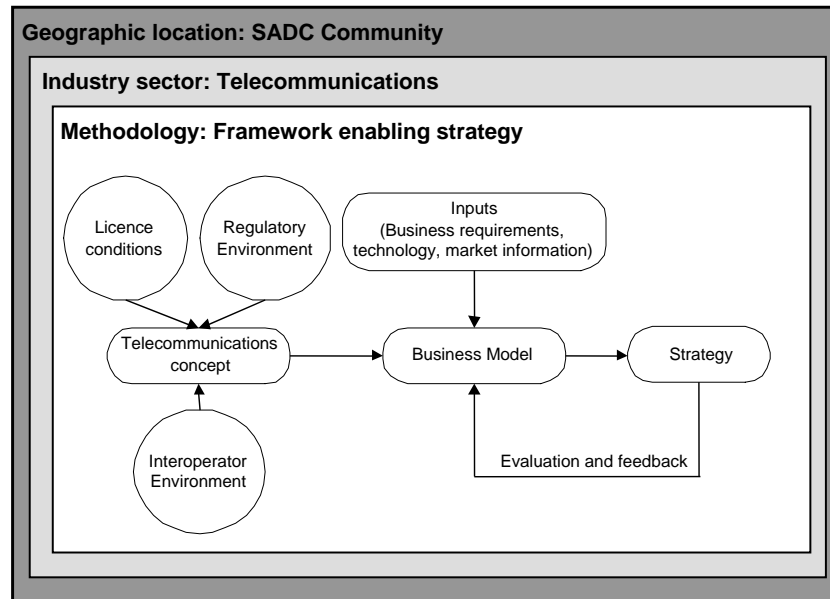 Geographic location: SADC Community
Industry sector: Telecommunications
Methodology: Framework enabling strategy
Licence
conditions
Regulatory
Environment
Inputs
(Business requirements,
technology, market information)
Telecommunications
concept
Business Model
Strategy
Interoperator
Environment
Evaluation and feedback